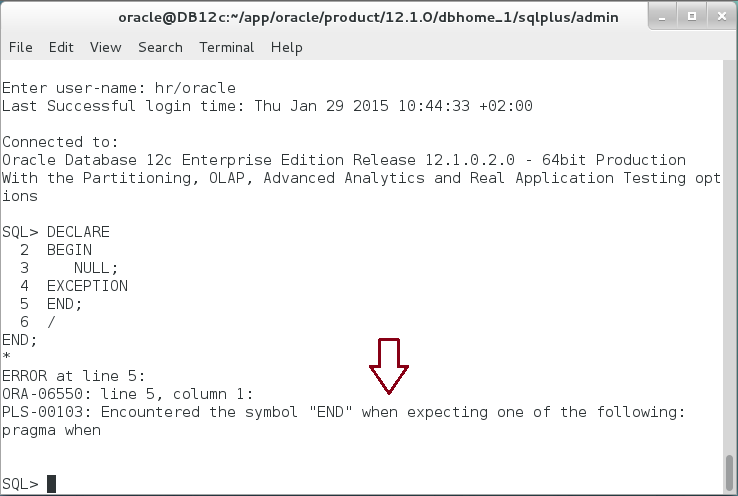 oracle@DB12c:~/app/oracle/product/12.1.0/dbhome_1/sqlplus/admin
File Edit View Search Terminal Help
Enter user-name: hr/oracle
Last Successful login time: Thu Jan 29 2015 10:44:33 +02:00
Connected to:
Oracle Database 12c Enterprise Edition Release 12.1.0.2.0 - 64bit Production
With the Partitioning, OLAP, Advanced Analytics and Real Application Testing opt
ions
SQL> DECLARE
  2  BEGIN
  3     NULL;
  4  EXCEPTION
  5  END;
  6  /
END;
*
ERROR at line 5:
ORA-06550: line 5, column 1:
PLS-00103: Encountered the symbol "END" when expecting one of the following:
pragma when
SQL>